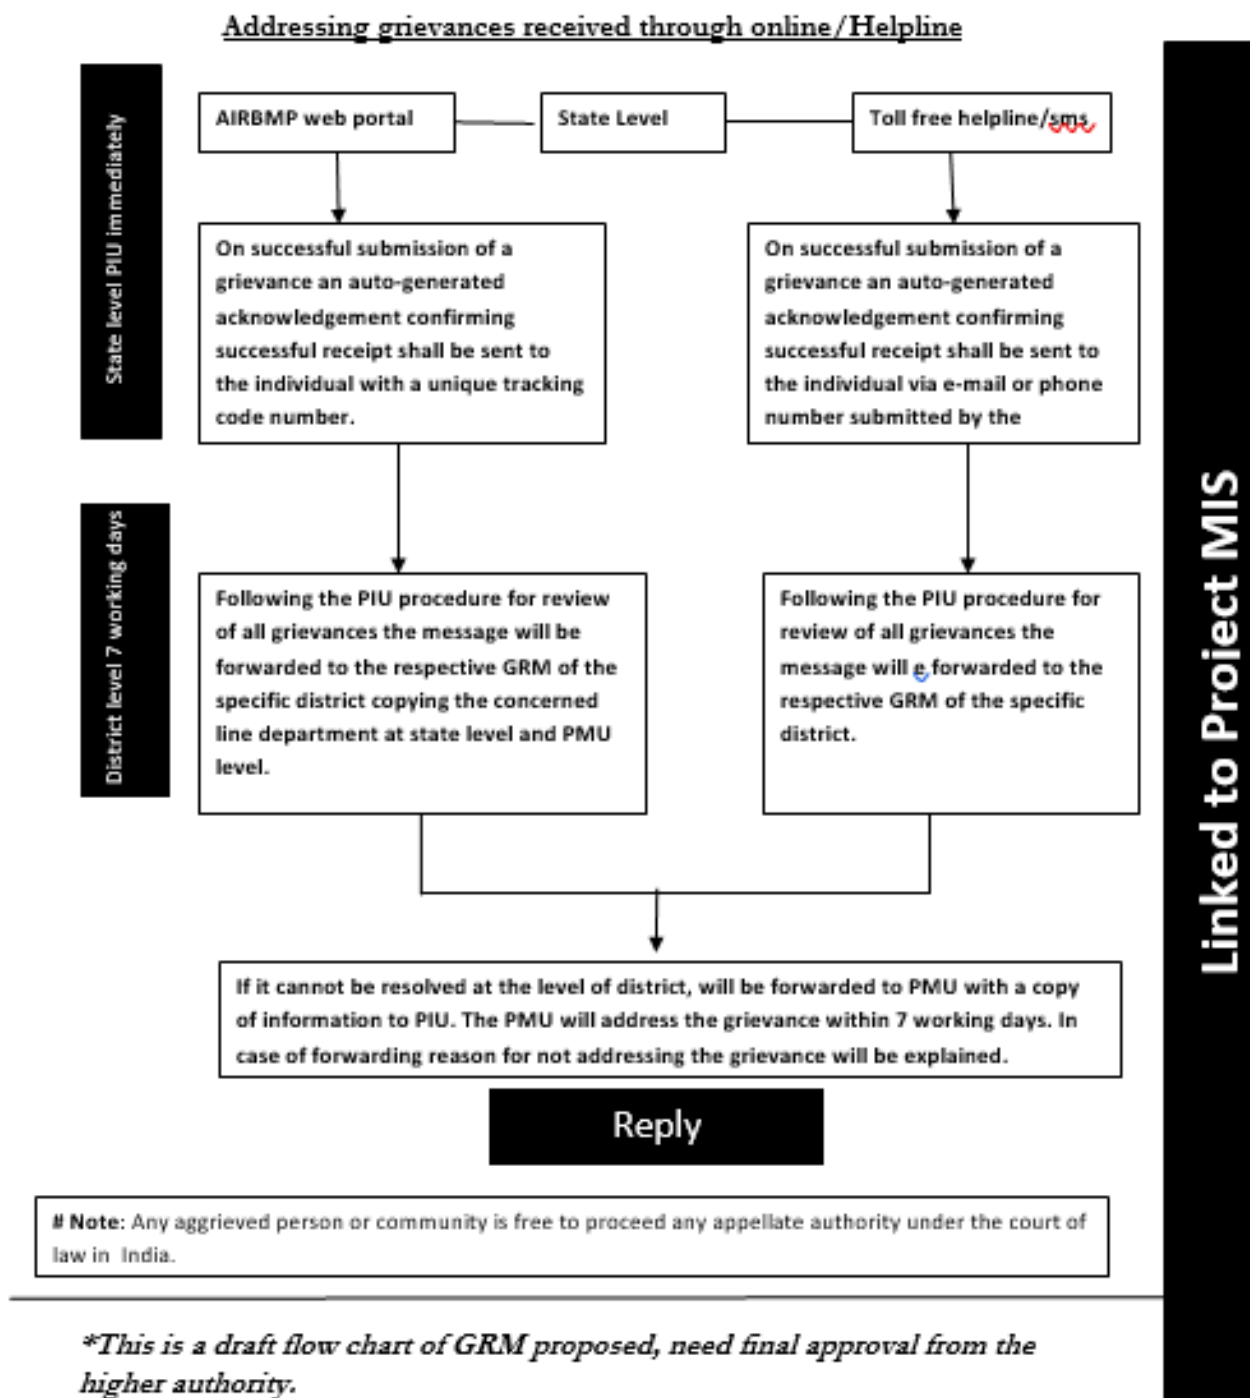 Addressing grievances received through online/Helpline
State level PIU immediately
AIRBMP web portal
State Level
Toll free helpline/sms
On successful submission of a
grievance an auto-generated
acknowledgement confirming
successful receipt shall be sent to
the individual with a unique tracking
code number.
On successful submission of a
grievance an auto-generated
acknowledgement confirming
successful receipt shall be sent to
the individual via e-mail or phone
number submitted by the
District level 7 working days
Following the PIU procedure for review
of all grievances the message will be
forwarded to the respective GRM of the
specific district copying the concerned
line department at state level and PMU
level.
Following the PIU procedure for
review of all grievances the
message will e forwarded to the
respective GRM of the specific
district.
If it cannot be resolved at the level of district, will be forwarded to PMU with a copy
of information to PIU. The PMU will address the grievance within 7 working days. In
case of forwarding reason for not addressing the grievance will be explained.
Reply
# Note: Any aggrieved person or community is free to proceed any appellate authority under the court of
law in India.
*This is a draft flow chart of GRM proposed, need final approval from the
higher authority.
Linked to Project MIS